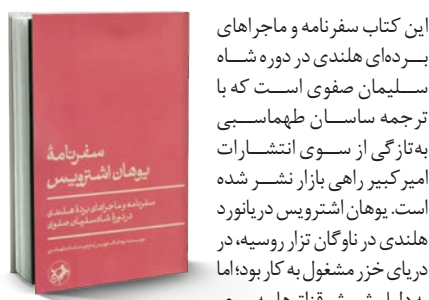 این کتاب سفرنامه و ماجراهای
برده‌ای هلندی در دوره شاه
سلیمان صفوی است که با
ترجمه ساسان طهماسبی
به‌تازگی از سوی انتشارات
امیرکبیر راهی بازار نشر شده
است. یوهان اشترویس دریانورد
هلندی در ناوگان تزار روسیه، در
دریای خزر مشغول به کار بود؛ اما
سفرنامهٔ
یوهان اشترویس
سفرنامه و ماجراهای بردهٔ هلندی
در دورهٔ شاه سلیمان صفوی